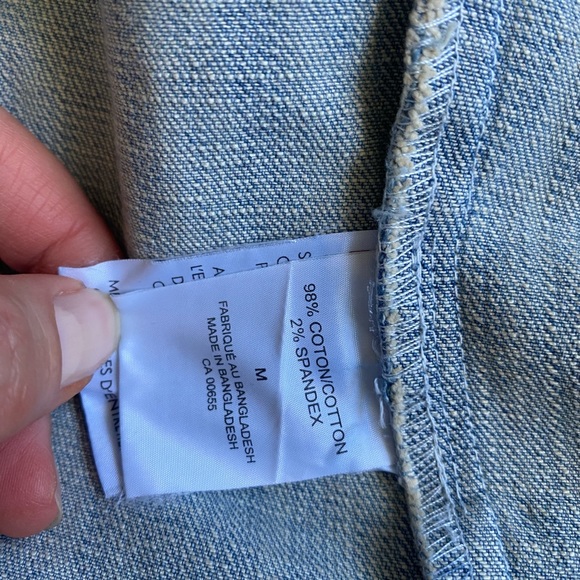 98% COTON/COTTON
2% SPANDEX
M
FABRIQUÉ AU BANGLADESH
MADE IN BANGLADESH
CA 00655